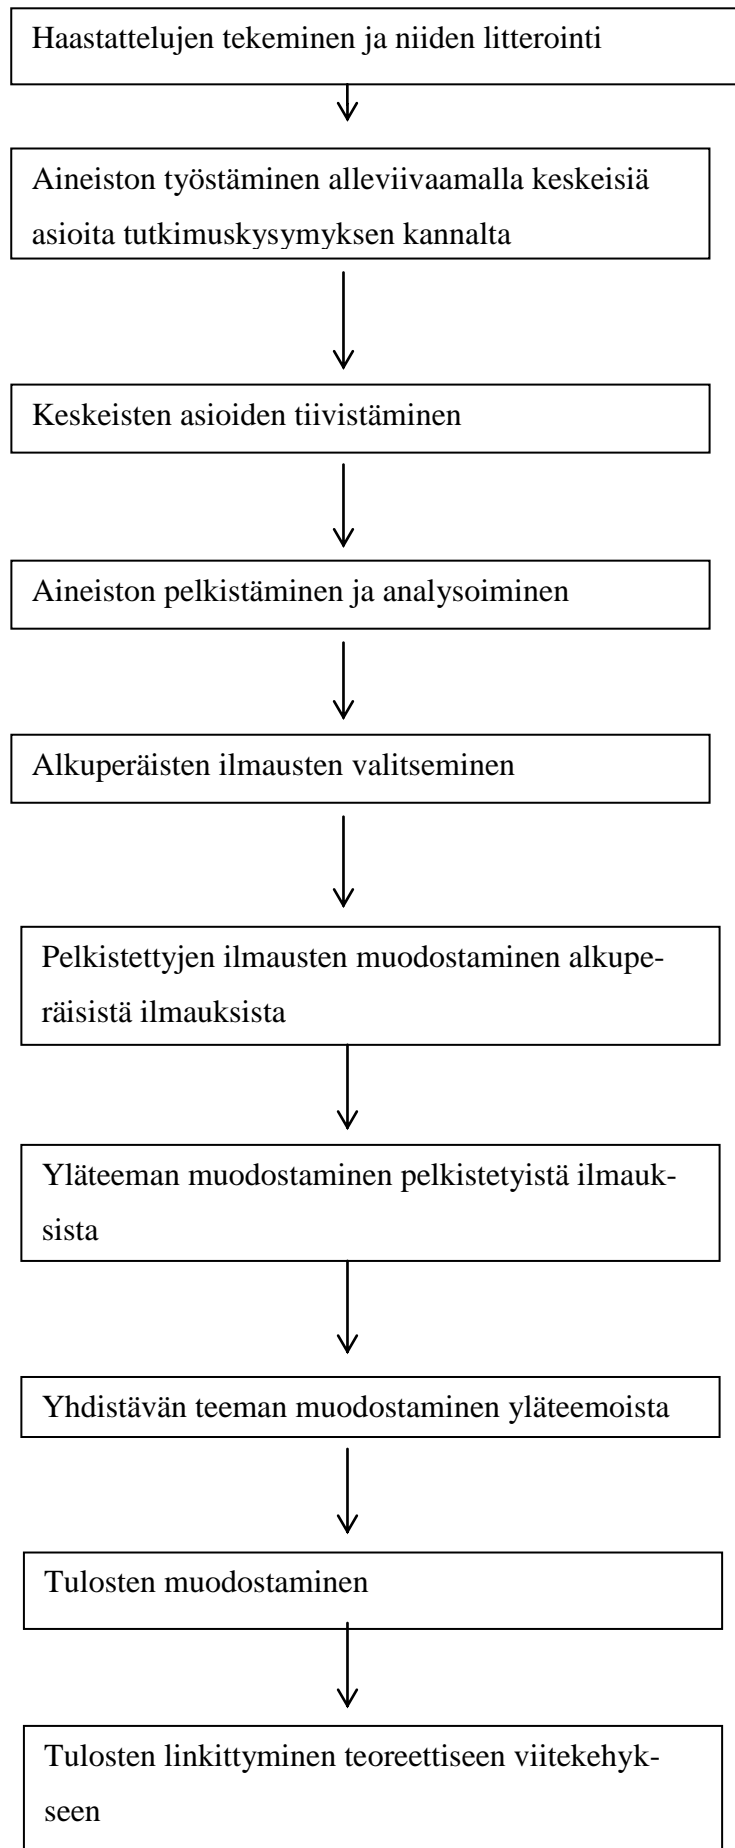 Haastattelujen tekeminen ja niiden litterointi
Aineiston työstäminen alleviivaamalla keskeisiä
asioita tutkimuskysymyksen kannalta
Keskeisten asioiden tiivistäminen
Aineiston pelkistäminen ja analysoiminen
Alkuperäisten ilmausten valitseminen
Pelkistettyjen ilmausten muodostaminen alkupe-
räisistä ilmauksista
Yläteeman muodostaminen pelkistetyistä ilmauk-
sista
Yhdistävän teeman muodostaminen yläteemoista
Tulosten muodostaminen
Tulosten linkittyminen teoreettiseen viitekehyk-
seen